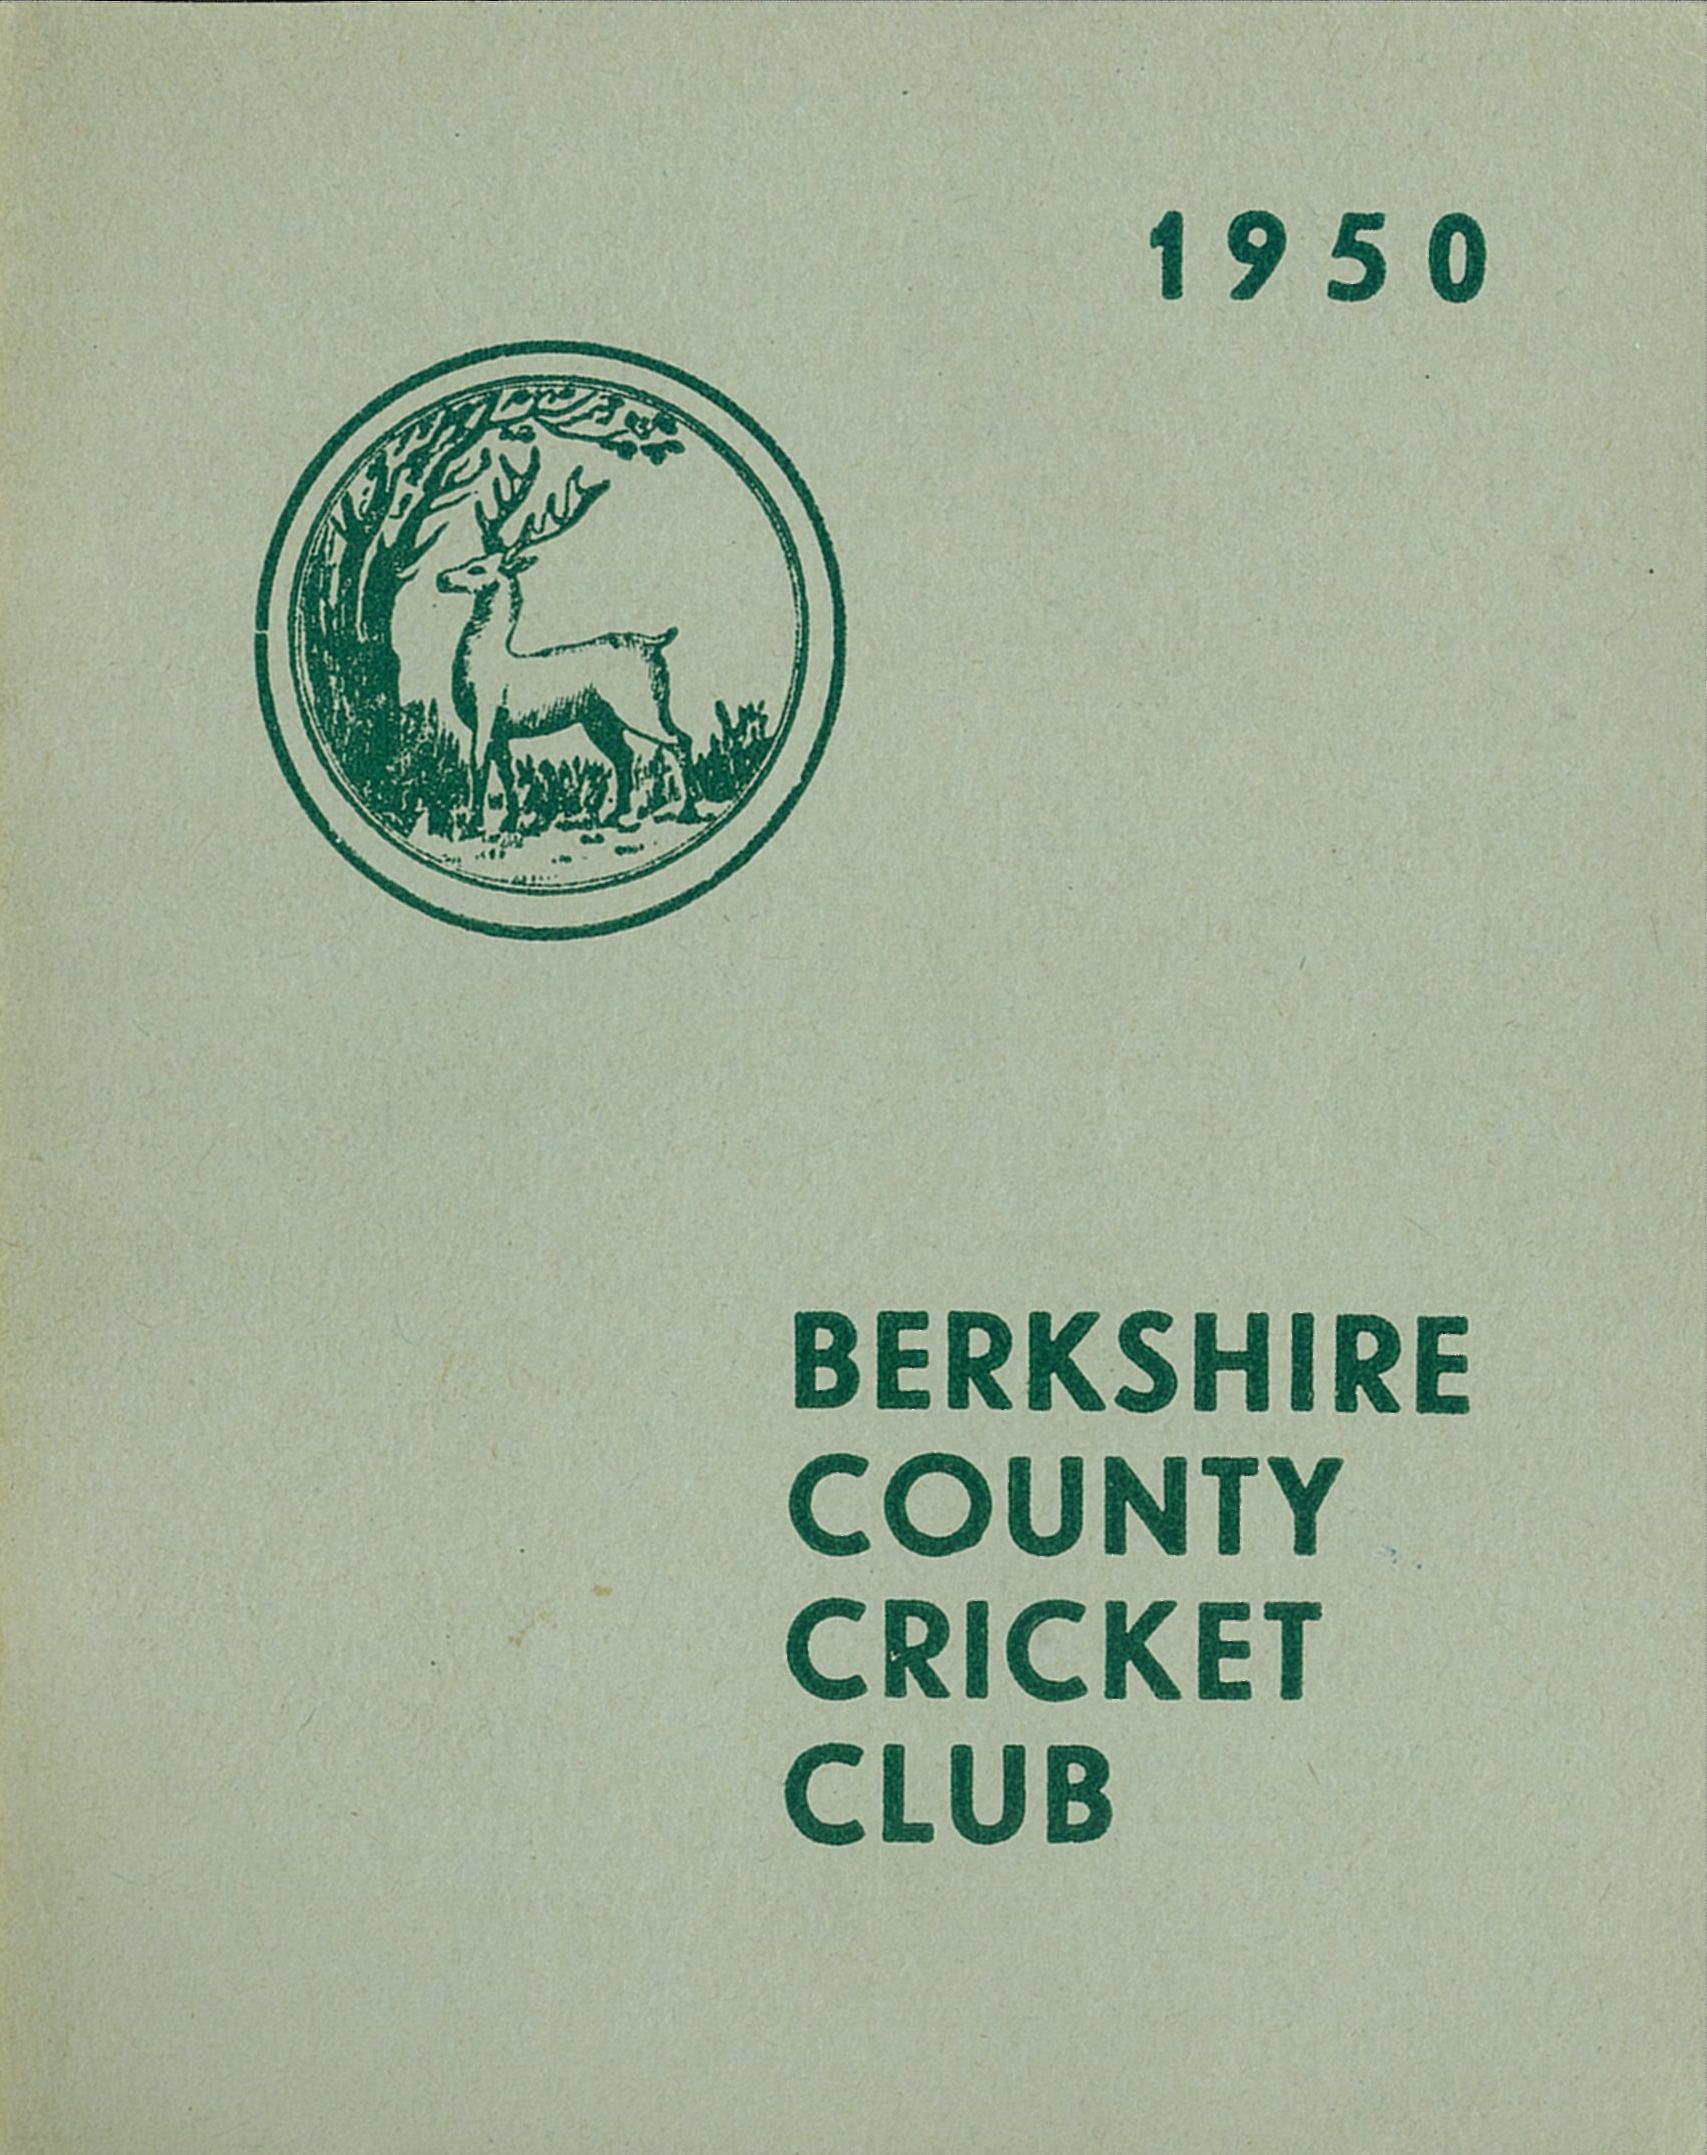 1950
BERKSHIRE
COUNTY
CRICKET
CLUB